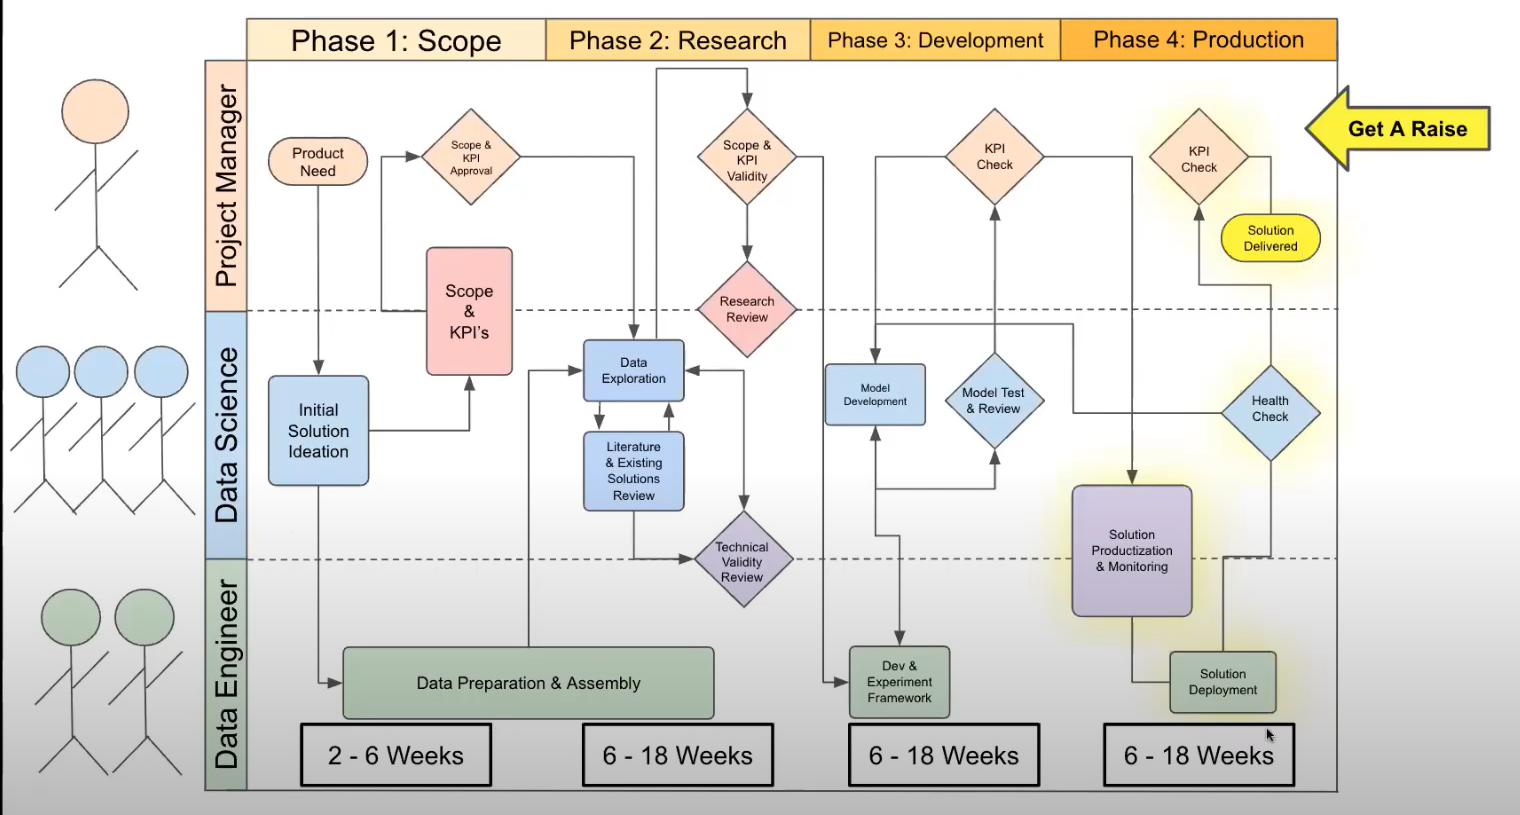 Phase 1: Scope
Phase 2: Research
Phase 3: Development
Phase 4: Production
Project Manager
Product
Need
Scope &
KPI
Approval
Scope &
KPI
Validity
KPI
Check
KPI
Check
Get A Raise
Solution
Delivered
Scope
&
KPI's
Research
Review
Data Science
Initial
Solution
Ideation
Data
Exploration
Literature
& Existing
Solutions
Review
Technical
Validity
Review
Model
Development
Model Test
& Review
Health
Check
Solution
Productization
& Monitoring
Data Engineer
Data Preparation & Assembly
Dev &
Experiment
Framework
Solution
Deployment
2 - 6 Weeks
6 - 18 Weeks
6 - 18 Weeks
6 - 18 Weeks